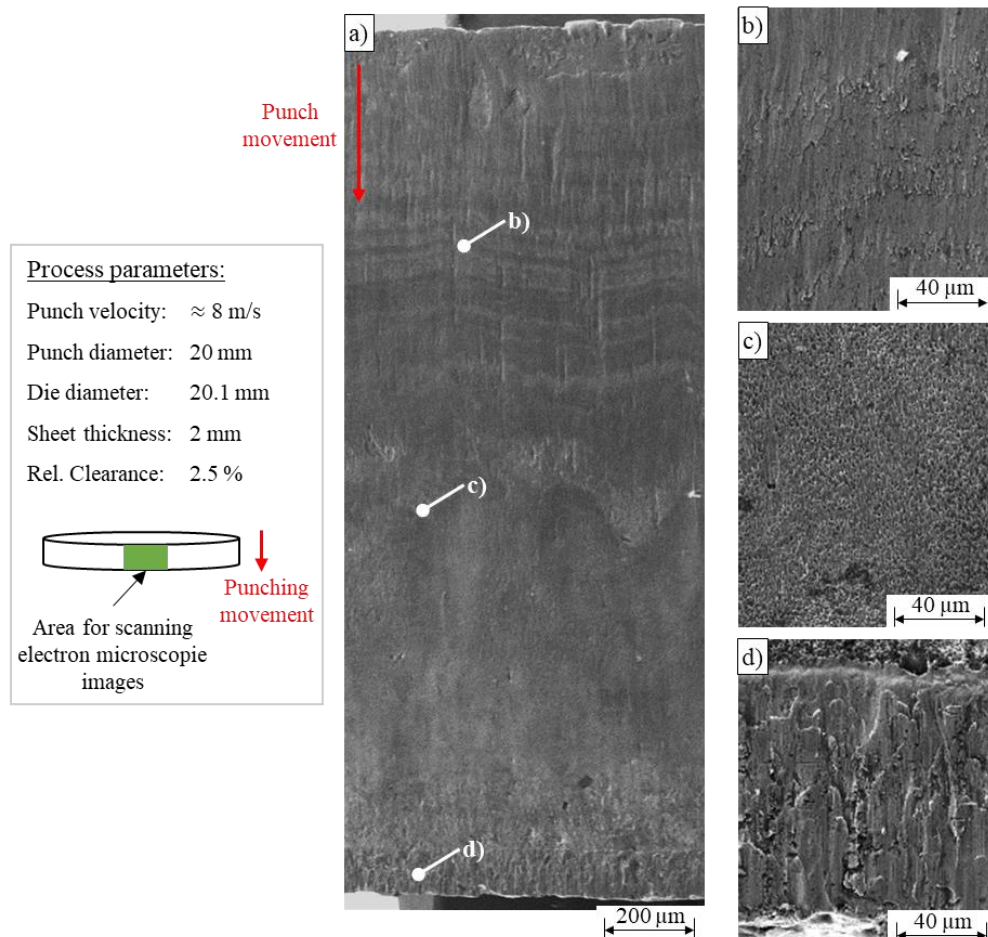 a)
Punch
movement
b)
c)
d)
200 µm
Process parameters:
Punch velocity: ≈ 8 m/s
Punch diameter: 20 mm
Die diameter: 20.1 mm
Sheet thickness: 2 mm
Rel. Clearance: 2.5 %
Punching
movement
Area for scanning
electron microscopie
images
b)
40 µm
c)
40 µm
d)
40 µm